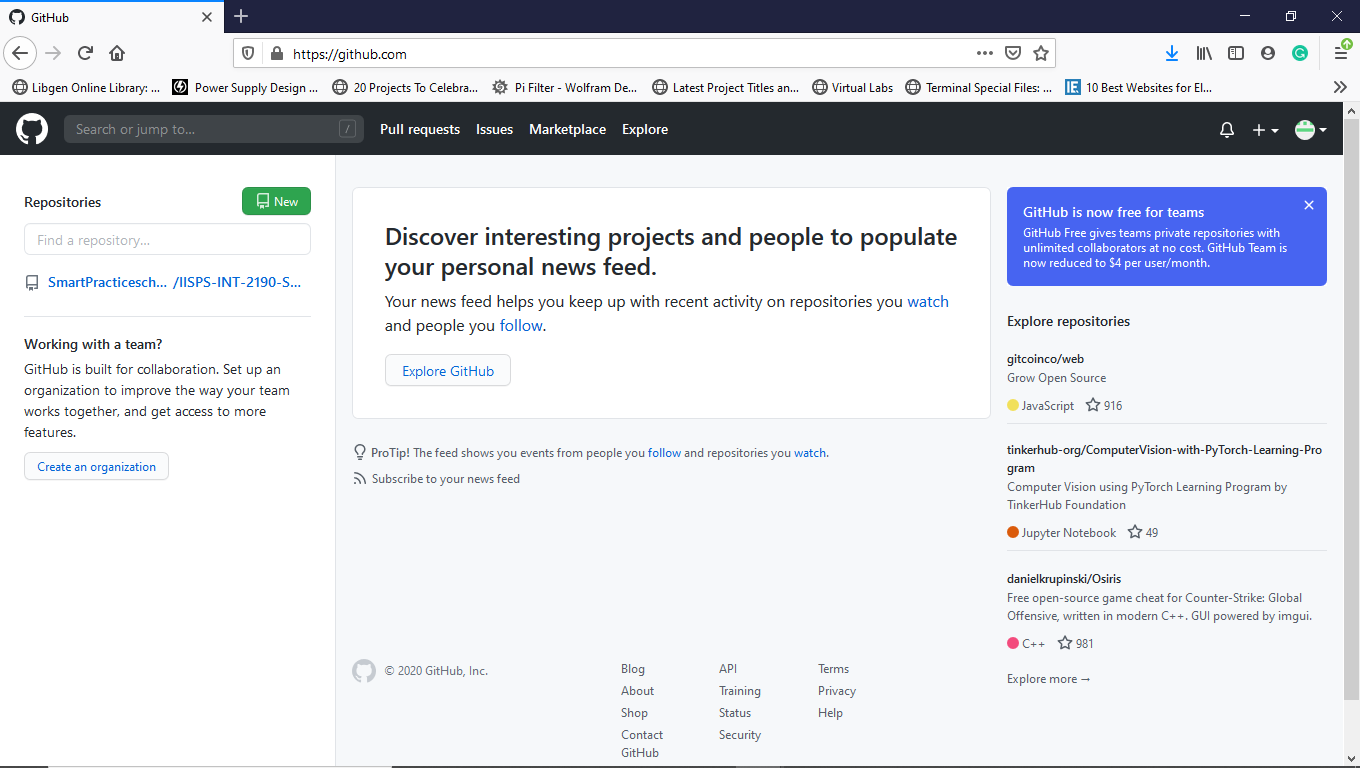 GitHub
https://github.com
Libgen Online Library: ...
Power Supply Design ...
20 Projects To Celebra...
Pi Filter - Wolfram De...
Latest Project Titles an...
Virtual Labs
Terminal Special Files: ...
IE
10 Best Websites for El...
Search or jump to...
/
Pull requests
Issues
Marketplace
Explore
Repositories
New
Find a repository...
SmartPracticesch... /IISPS-INT-2190-S...
Working with a team?
GitHub is built for collaboration. Set up an
organization to improve the way your team
works together, and get access to more
features.
Create an organization
Discover interesting projects and people to populate
your personal news feed.
Your news feed helps you keep up with recent activity on repositories you watch
and people you follow.
Explore GitHub
ProTip! The feed shows you events from people you follow and repositories you watch.
Subscribe to your news feed
GitHub is now free for teams
GitHub Free gives teams private repositories with
unlimited collaborators at no cost. GitHub Team is
now reduced to $4 per user/month.
Explore repositories
gitcoinco/web
Grow Open Source
JavaScript 916
tinkerhub-org/ComputerVision-with-PyTorch-Learning-Pro
gram
Computer Vision using PyTorch Learning Program by
TinkerHub Foundation
Jupyter Notebook 49
danielkrupinski/Osiris
Free open-source game cheat for Counter-Strike: Global
Offensive, written in modern C++. GUI powered by imgui.
C++ 981
Explore more →
© 2020 GitHub, Inc.
Blog
About
Shop
Contact
GitHub
API
Training
Status
Security
Terms
Privacy
Help